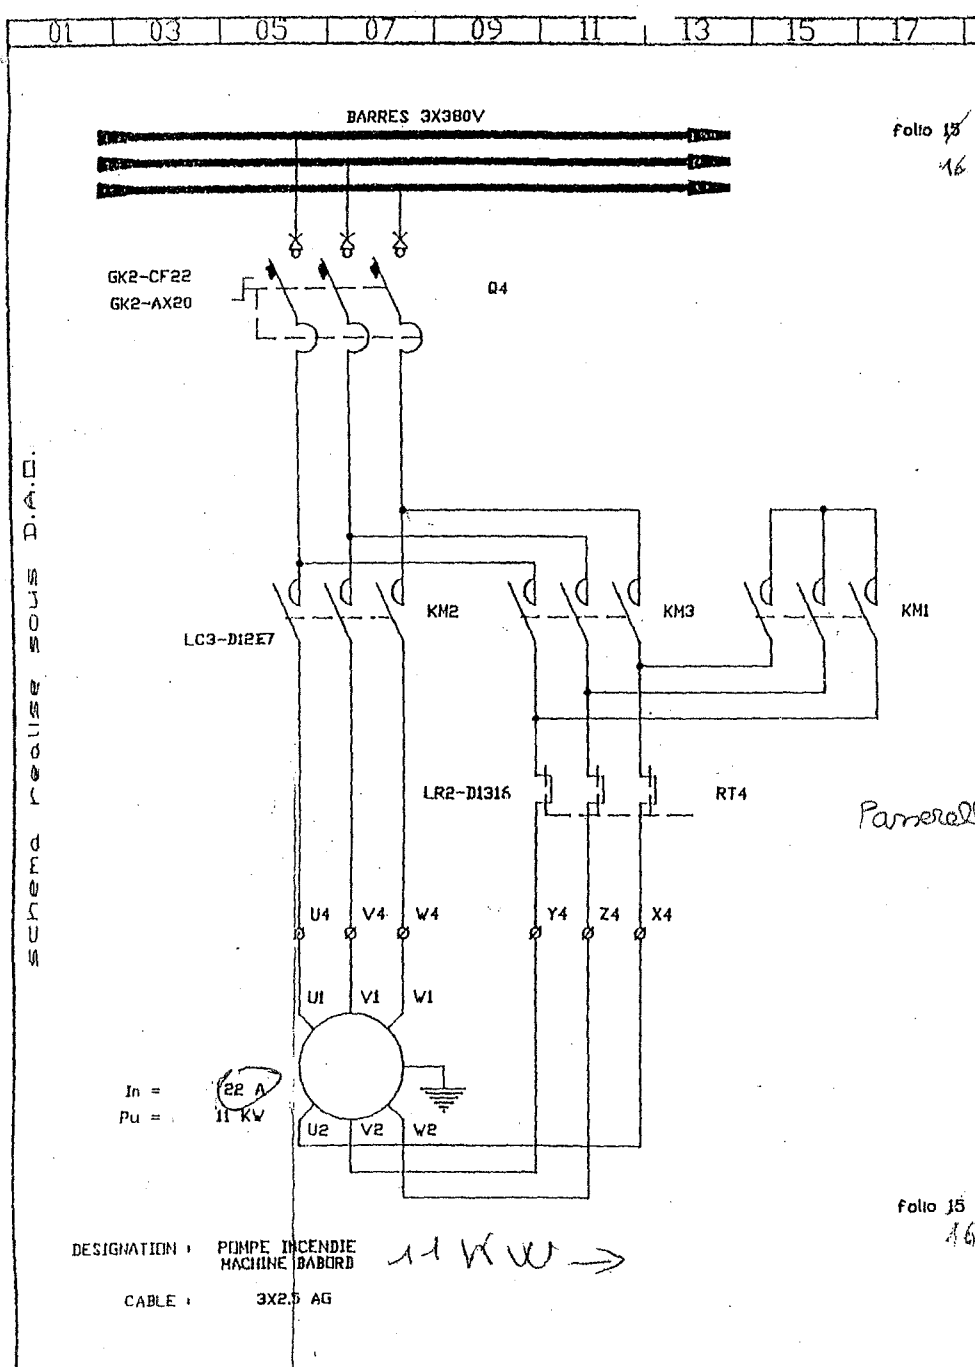 01 03 05 07 09 11 13 15 17
BARRES 3X380V
folio 15
16
GK2-CF22
GK2-AX20
Q4
schema realise sous D.A.O.
KM2
KM3
KM1
LC3-D12E7
LR2-D1316
RT4
U4 V4 W4 Y4 Z4 X4
U1 V1 W1
In = 22 A
Pu = 11 KW
U2 V2 W2
folio 15
16
DESIGNATION : POMPE INCENDIE
MACHINE BABORD
11 KW →
CABLE : 3X2.5 AG